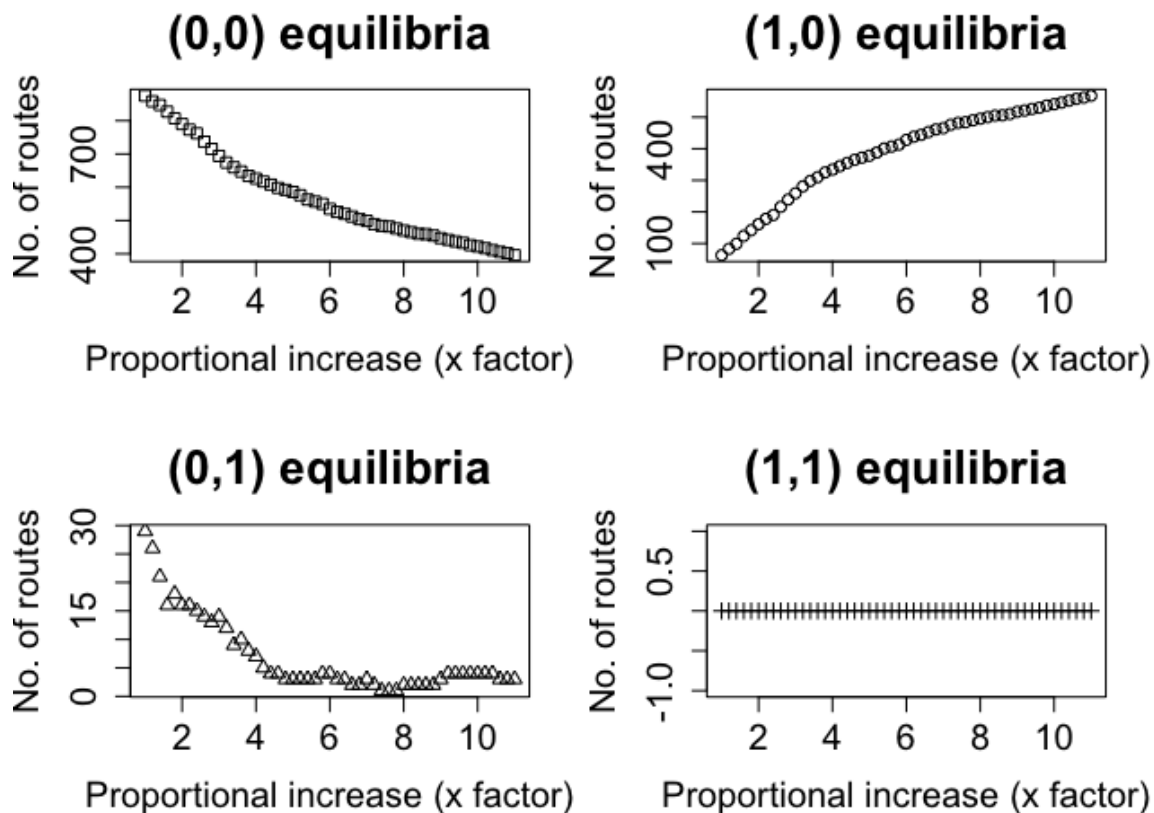 (0,0) equilibria
No. of routes
700
400
2 4 6 8 10
Proportional increase (x factor)
(1,0) equilibria
No. of routes
400
100
2 4 6 8 10
Proportional increase (x factor)
(0,1) equilibria
No. of routes
30
15
0
2 4 6 8 10
Proportional increase (x factor)
(1,1) equilibria
No. of routes
0.5
-1.0
2 4 6 8 10
Proportional increase (x factor)